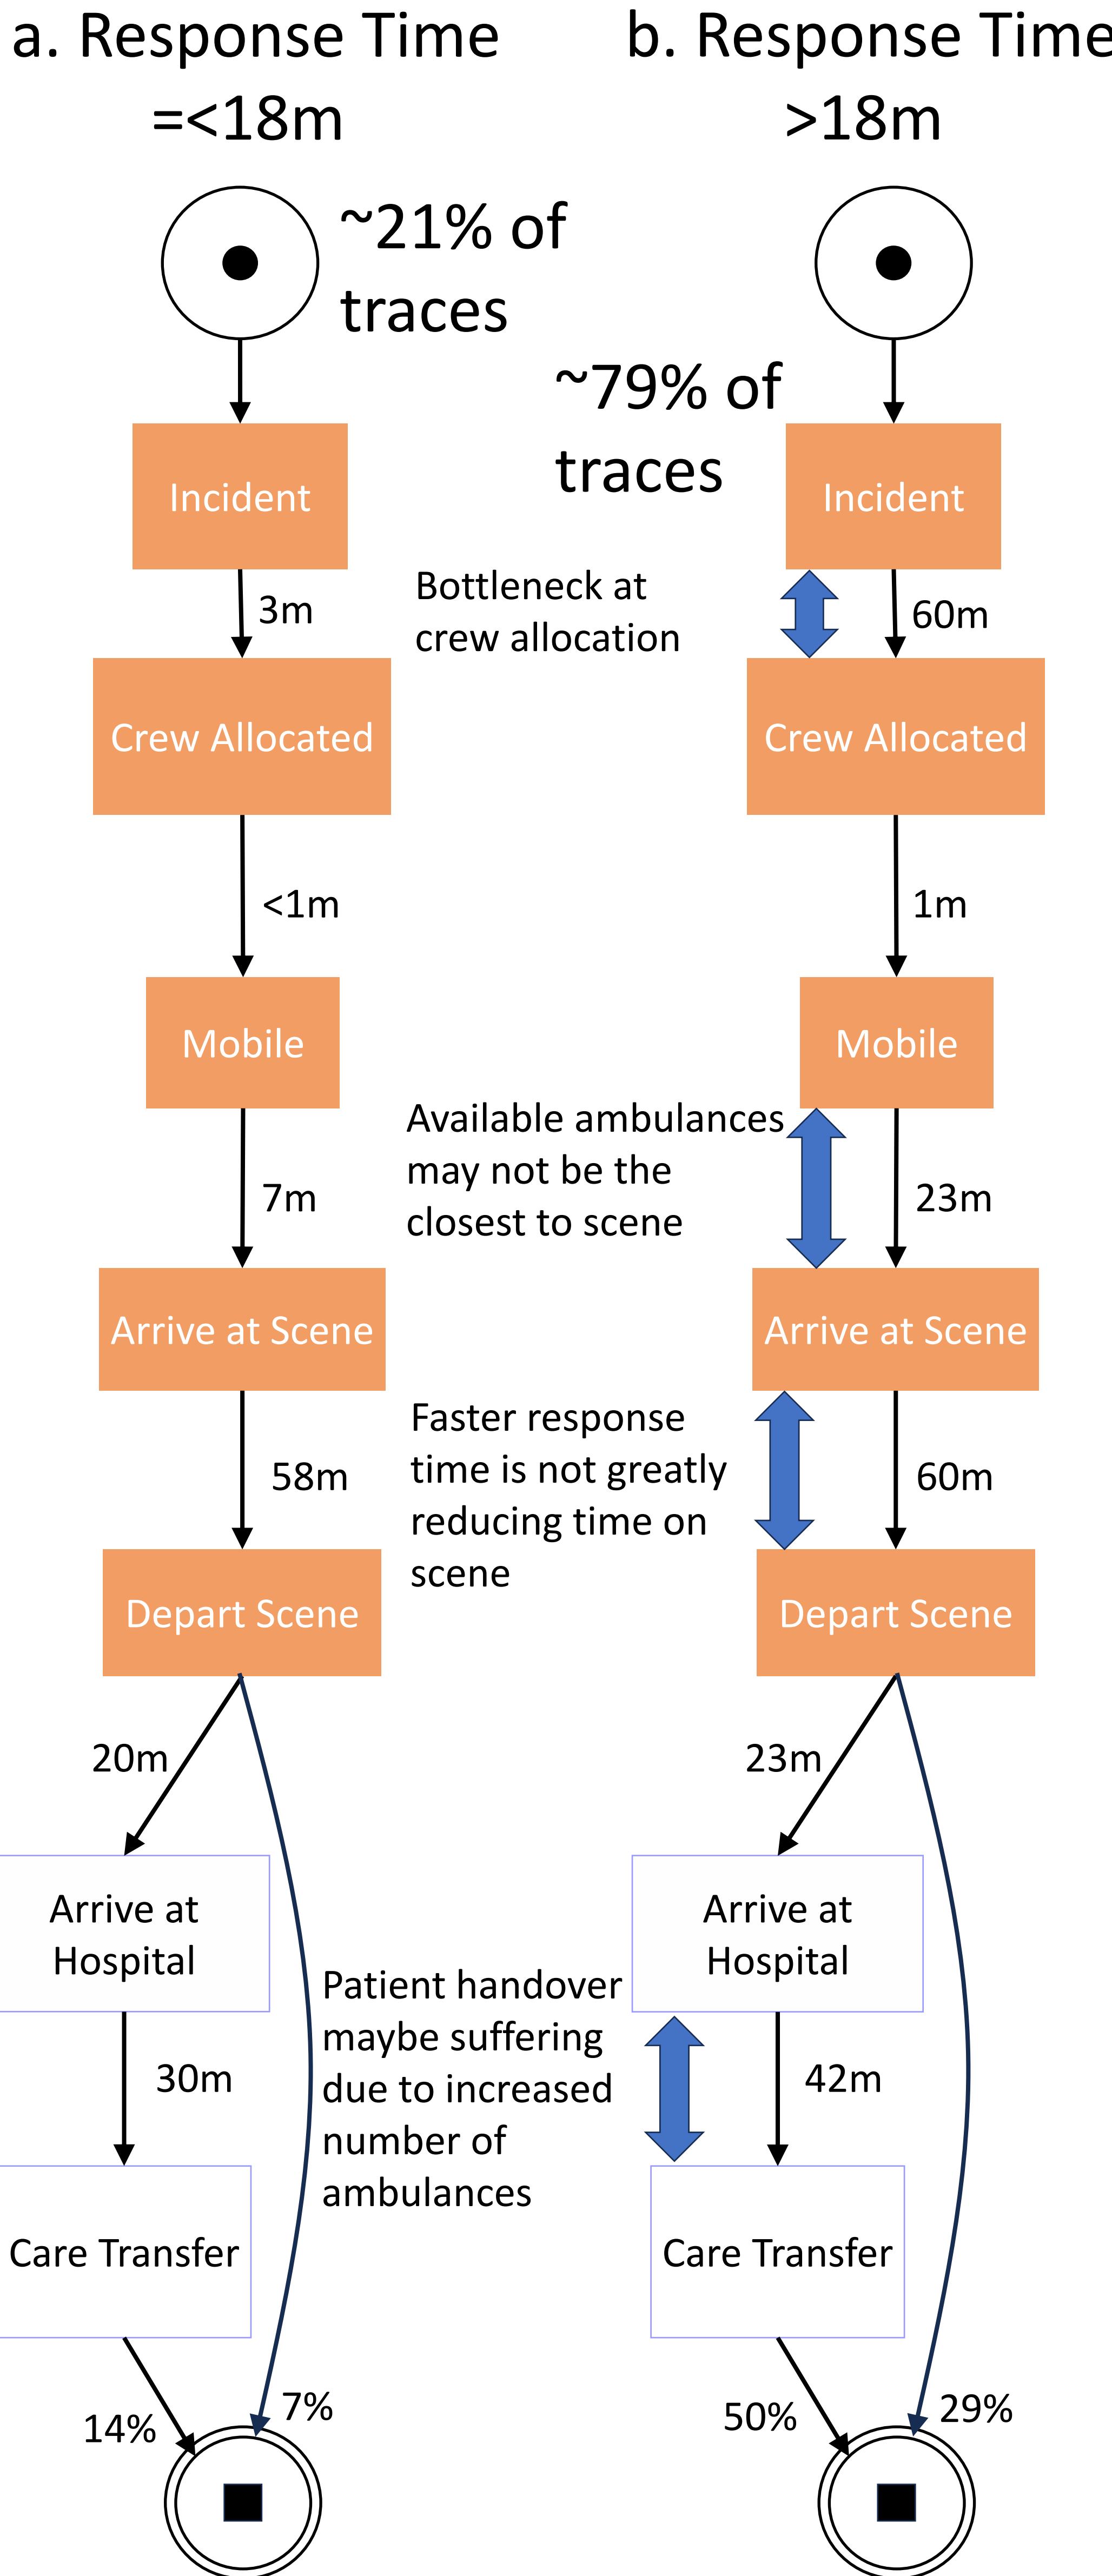 a. Response Time
=<18m
~21% of
traces
Incident
3m
Crew Allocated
<1m
Mobile
7m
Arrive at Scene
58m
Depart Scene
20m
Arrive at
Hospital
30m
Care Transfer
14%
7%
b. Response Time
>18m
~79% of
traces
Incident
Bottleneck at
crew allocation
60m
Crew Allocated
1m
Mobile
Available ambulances
may not be the
closest to scene
23m
Arrive at Scene
Faster response
time is not greatly
reducing time on
scene
60m
Depart Scene
23m
Arrive at
Hospital
Patient handover
maybe suffering
due to increased
number of
ambulances
42m
Care Transfer
50%
29%